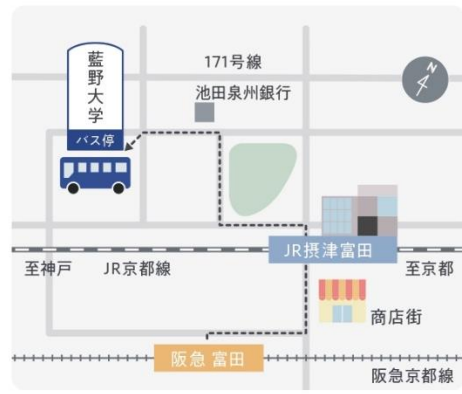 藍野大学
バス停
171号線
池田泉州銀行
N
JR摂津富田
至神戸
JR京都線
至京都
商店街
阪急 富田
阪急京都線